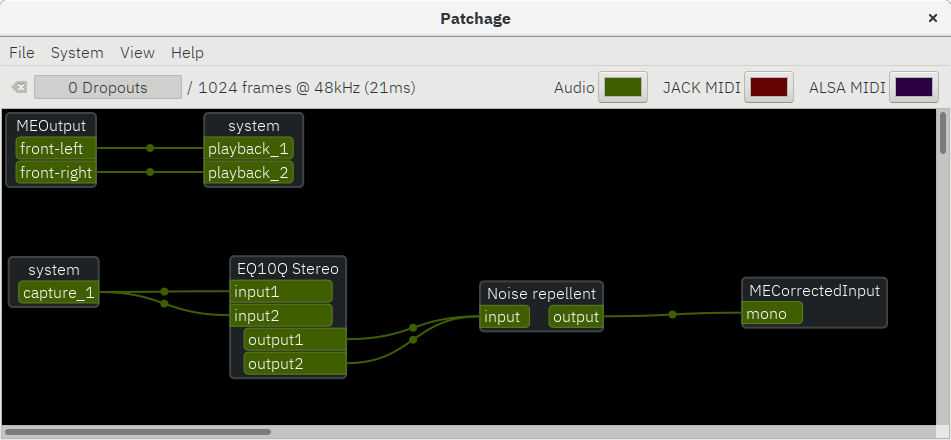 Patchage
File System View Help
0 Dropouts / 1024 frames @ 48kHz (21ms) Audio JACK MIDI ALSA MIDI
MEOutput
front-left
front-right
system
playback_1
playback_2
system
capture_1
EQ10Q Stereo
input1
input2
output1
output2
Noise repellent
input output
MECorrectedInput
mono